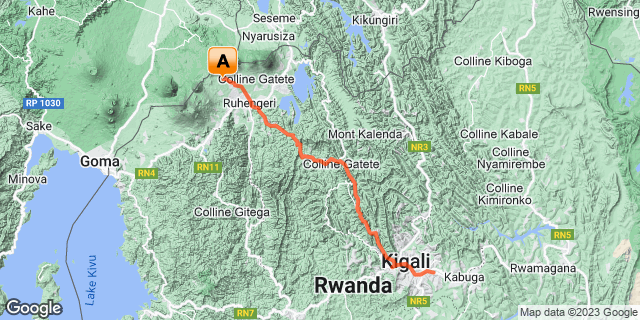 Kahe
Seseme
Kikungiri
Rwensing
Nyarusiza
Colline Kiboga
A
Colline Gatete
RN5
RP 1030
Ruhengeri
Sake
Mont Kalenda
Colline Kabale
NR3
Goma
Colline Gatete
Colline
Nyamirembe
Minova
RN4
RN11
Colline
Kimironko
Colline Gitega
RN5
Lake Kivu
Kigali
Rwamagana
Kabuga
Rwanda
RN7
NR5
Google
Google
Map data ©2023 Google